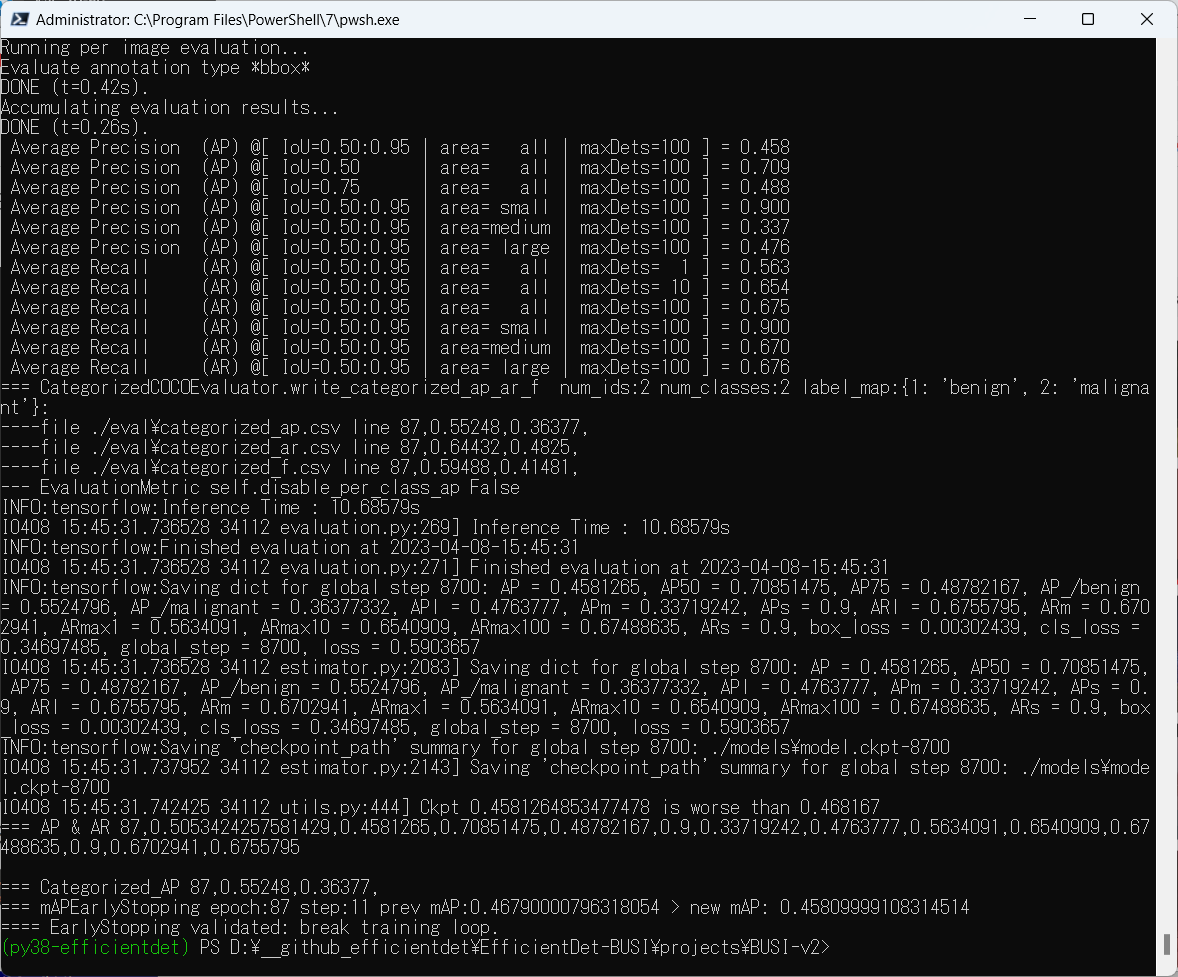 Administrator: C:\Program Files\PowerShell\7\pwsh.exe
Running per image evaluation...
Evaluate annotation type *bbox*
DONE (t=0.42s).
Accumulating evaluation results...
DONE (t=0.26s).
 Average Precision  (AP) @[ IoU=0.50:0.95 | area=   all | maxDets=100 ] = 0.458
 Average Precision  (AP) @[ IoU=0.50      | area=   all | maxDets=100 ] = 0.709
 Average Precision  (AP) @[ IoU=0.75      | area=   all | maxDets=100 ] = 0.488
 Average Precision  (AP) @[ IoU=0.50:0.95 | area= small | maxDets=100 ] = 0.900
 Average Precision  (AP) @[ IoU=0.50:0.95 | area=medium | maxDets=100 ] = 0.337
 Average Precision  (AP) @[ IoU=0.50:0.95 | area= large | maxDets=100 ] = 0.476
 Average Recall     (AR) @[ IoU=0.50:0.95 | area=   all | maxDets=  1 ] = 0.563
 Average Recall     (AR) @[ IoU=0.50:0.95 | area=   all | maxDets= 10 ] = 0.654
 Average Recall     (AR) @[ IoU=0.50:0.95 | area=   all | maxDets=100 ] = 0.675
 Average Recall     (AR) @[ IoU=0.50:0.95 | area= small | maxDets=100 ] = 0.900
 Average Recall     (AR) @[ IoU=0.50:0.95 | area=medium | maxDets=100 ] = 0.670
 Average Recall     (AR) @[ IoU=0.50:0.95 | area= large | maxDets=100 ] = 0.676
=== CategorizedCOCOEvaluator.write_categorized_ap_ar_f  num_ids:2 num_classes:2 label_map:{1: 'benign', 2: 'maligna
nt'}:
----file ./eval¥categorized_ap.csv line 87,0.55248,0.36377,
----file ./eval¥categorized_ar.csv line 87,0.64432,0.4825,
----file ./eval¥categorized_f.csv line 87,0.59488,0.41481,
--- EvaluationMetric self.disable_per_class_ap False
INFO:tensorflow:Inference Time : 10.68579s
I0408 15:45:31.736528 34112 evaluation.py:269] Inference Time : 10.68579s
INFO:tensorflow:Finished evaluation at 2023-04-08-15:45:31
I0408 15:45:31.736528 34112 evaluation.py:271] Finished evaluation at 2023-04-08-15:45:31
INFO:tensorflow:Saving dict for global step 8700: AP = 0.4581265, AP50 = 0.70851475, AP75 = 0.48782167, AP_/benign
= 0.5524796, AP_/malignant = 0.36377332, APl = 0.4763777, APm = 0.33719242, APs = 0.9, ARl = 0.6755795, ARm = 0.670
2941, ARmax1 = 0.5634091, ARmax10 = 0.6540909, ARmax100 = 0.67488635, ARs = 0.9, box_loss = 0.00302439, cls_loss =
0.34697485, global_step = 8700, loss = 0.5903657
I0408 15:45:31.736528 34112 estimator.py:2083] Saving dict for global step 8700: AP = 0.4581265, AP50 = 0.70851475,
 AP75 = 0.48782167, AP_/benign = 0.5524796, AP_/malignant = 0.36377332, APl = 0.4763777, APm = 0.33719242, APs = 0.
9, ARl = 0.6755795, ARm = 0.6702941, ARmax1 = 0.5634091, ARmax10 = 0.6540909, ARmax100 = 0.67488635, ARs = 0.9, box
_loss = 0.00302439, cls_loss = 0.34697485, global_step = 8700, loss = 0.5903657
INFO:tensorflow:Saving 'checkpoint_path' summary for global step 8700: ./models¥model.ckpt-8700
I0408 15:45:31.737952 34112 estimator.py:2143] Saving 'checkpoint_path' summary for global step 8700: ./models¥mode
l.ckpt-8700
I0408 15:45:31.742425 34112 utils.py:444] Ckpt 0.4581264853477478 is worse than 0.468167
=== AP & AR 87,0.5053424257581429,0.4581265,0.70851475,0.48782167,0.9,0.33719242,0.4763777,0.5634091,0.6540909,0.67
488635,0.9,0.6702941,0.6755795
=== Categorized_AP 87,0.55248,0.36377,
=== mAPEarlyStopping epoch:87 step:11 prev mAP:0.46790000796318054 > new mAP: 0.45809999108314514
==== EarlyStopping validated: break training loop.
(py38-efficientdet) PS D:¥__github_efficientdet¥EfficientDet-BUSI¥projects¥BUSI-v2>